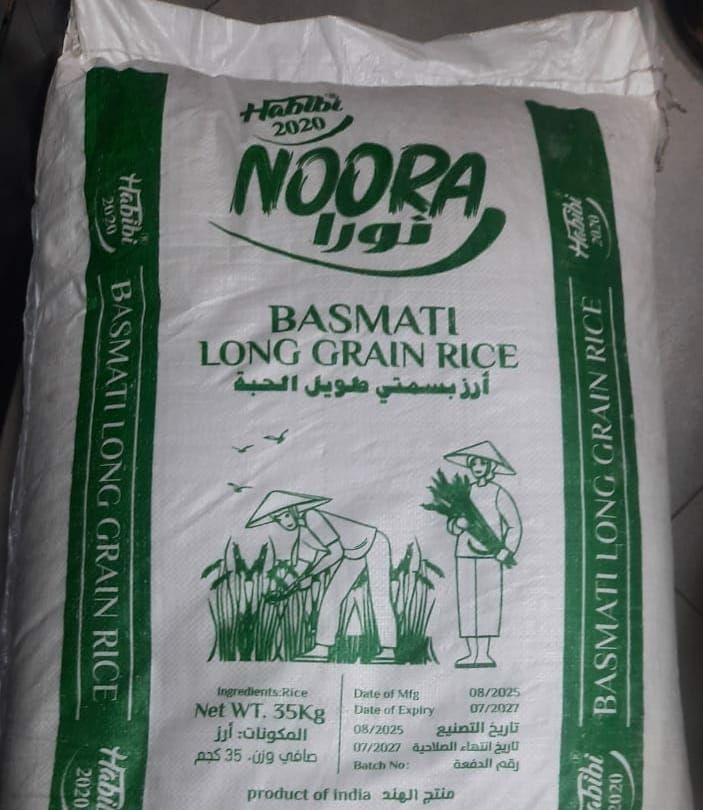 Habibi
2020
NOORA
نورا
BASMATI
LONG GRAIN RICE
أرز بسمتي طويل الحبة
Habibi
2020
BASMATI LONG GRAIN RICE
Habibi
2020
Habibi
2020
BASMATI LONG GRAIN RICE
Habibi
2020
Ingredients:Rice
Net WT. 35Kg
المكونات: أرز
صافي وزن. 35 كجم
Date of Mfg 08/2025
Date of Expiry 07/2027
تاريخ التصنيع 08/2025
تاريخ انتهاء الصلاحية 07/2027
Batch No: رقم الدفعة
product of India منتج الهند